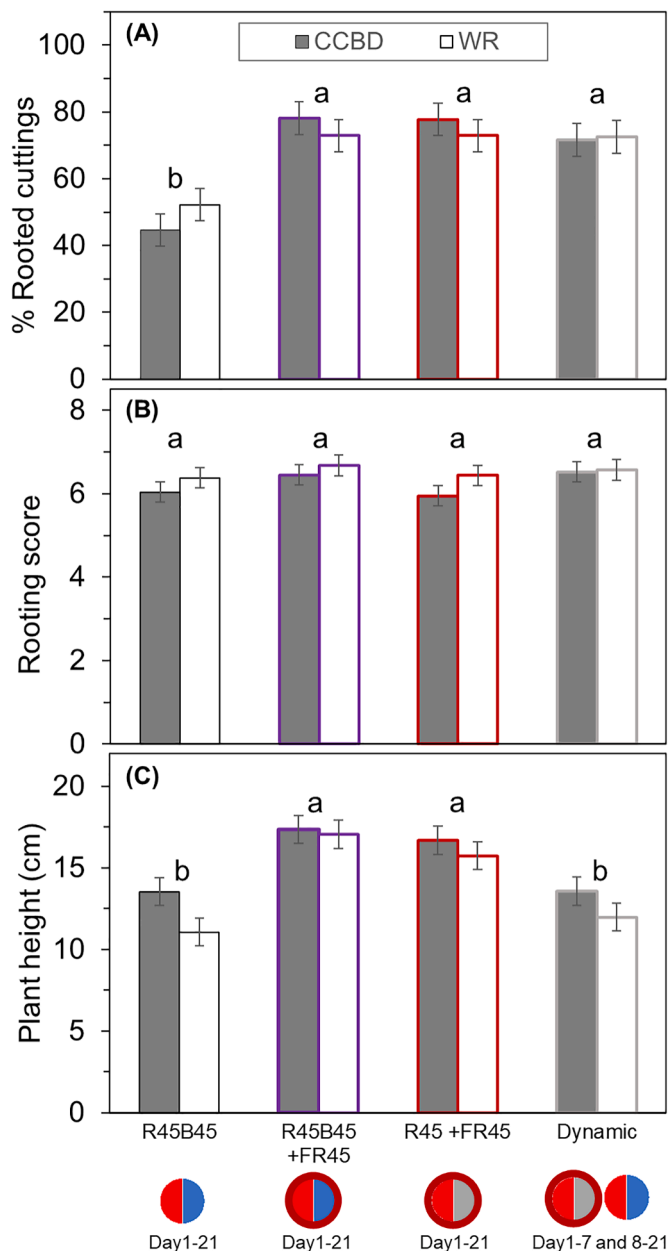 (A)
CCBD WR
100
80
60
40
20
0
% Rooted cuttings
b a a a
(B)
8
6
4
2
0
Rooting score
a a a a
(C)
20
15
10
5
0
Plant height (cm)
b a a b
R45B45 R45B45 R45 +FR45 Dynamic
+FR45
Day1-21 Day1-21 Day1-21 Day1-7 and 8-21